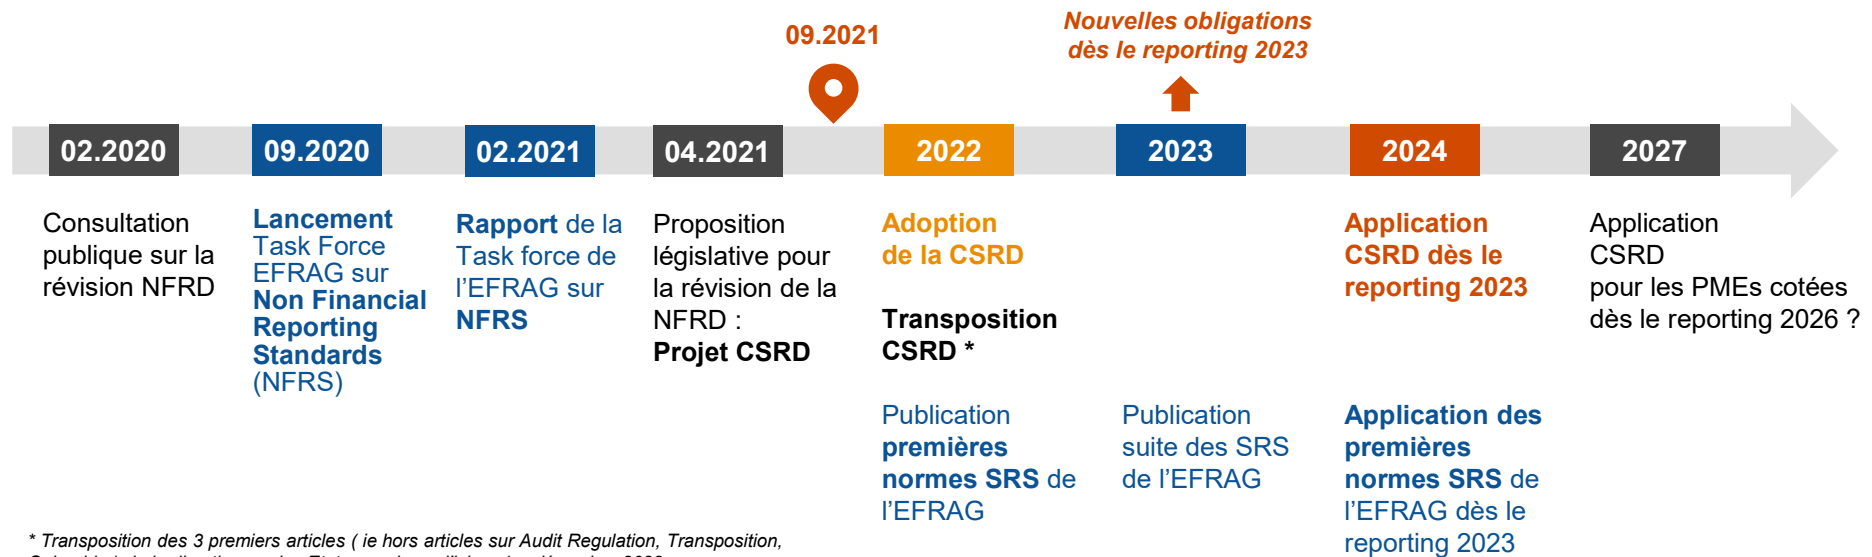 09.2021
Nouvelles obligations
dès le reporting 2023
02.2020
09.2020
02.2021
04.2021
2022
2023
2024
2027
Consultation
publique sur la
révision NFRD
Lancement
Task Force
EFRAG sur
Non Financial
Reporting
Standards
(NFRS)
Rapport de la
Task force de
l'EFRAG sur
NFRS
Proposition
législative pour
la révision de la
NFRD :
Projet CSRD
Adoption
de la CSRD
Transposition
CSRD *
Publication
premières
normes SRS de
l'EFRAG
Publication
suite des SRS
de l'EFRAG
Application
CSRD dès le
reporting 2023
Application des
premières
normes SRS de
l'EFRAG dès le
reporting 2023
Application
CSRD
pour les PMEs cotées
dès le reporting 2026 ?
* Transposition des 3 premiers articles ( ie hors articles sur Audit Regulation, Transposition,